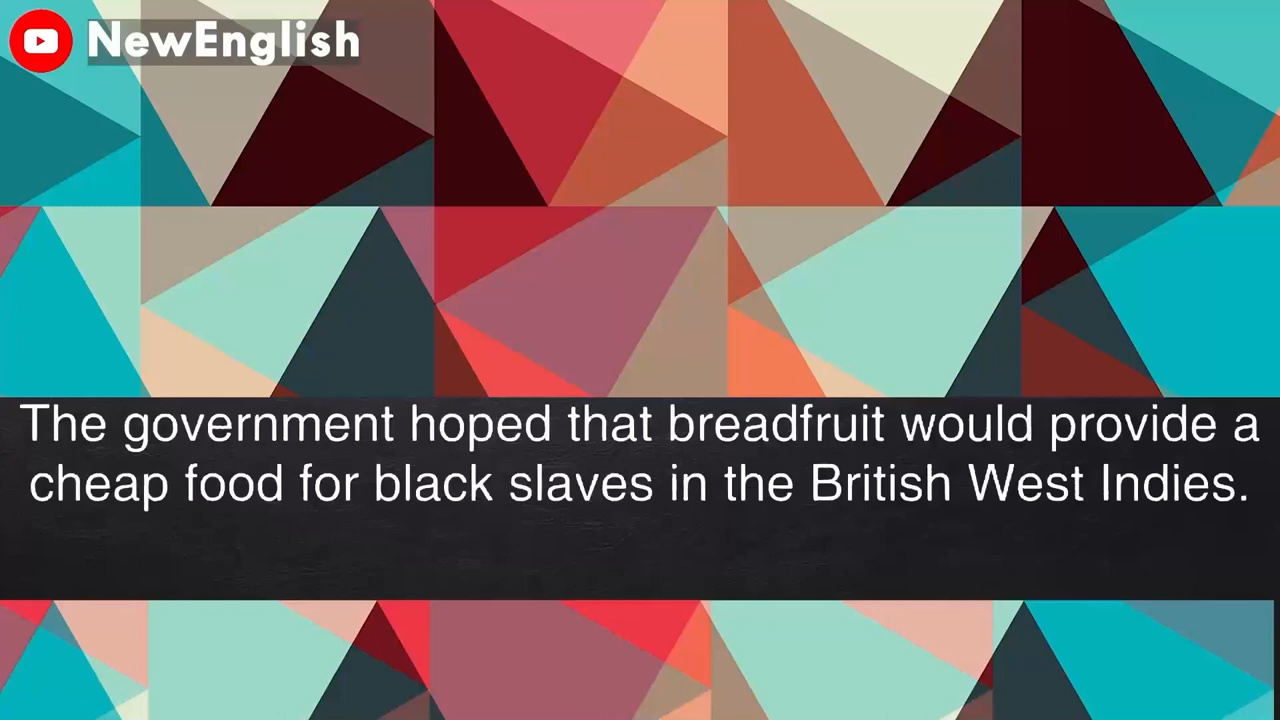 NewEnglish
The government hoped that breadfruit would provide a
cheap food for black slaves in the British West Indies.